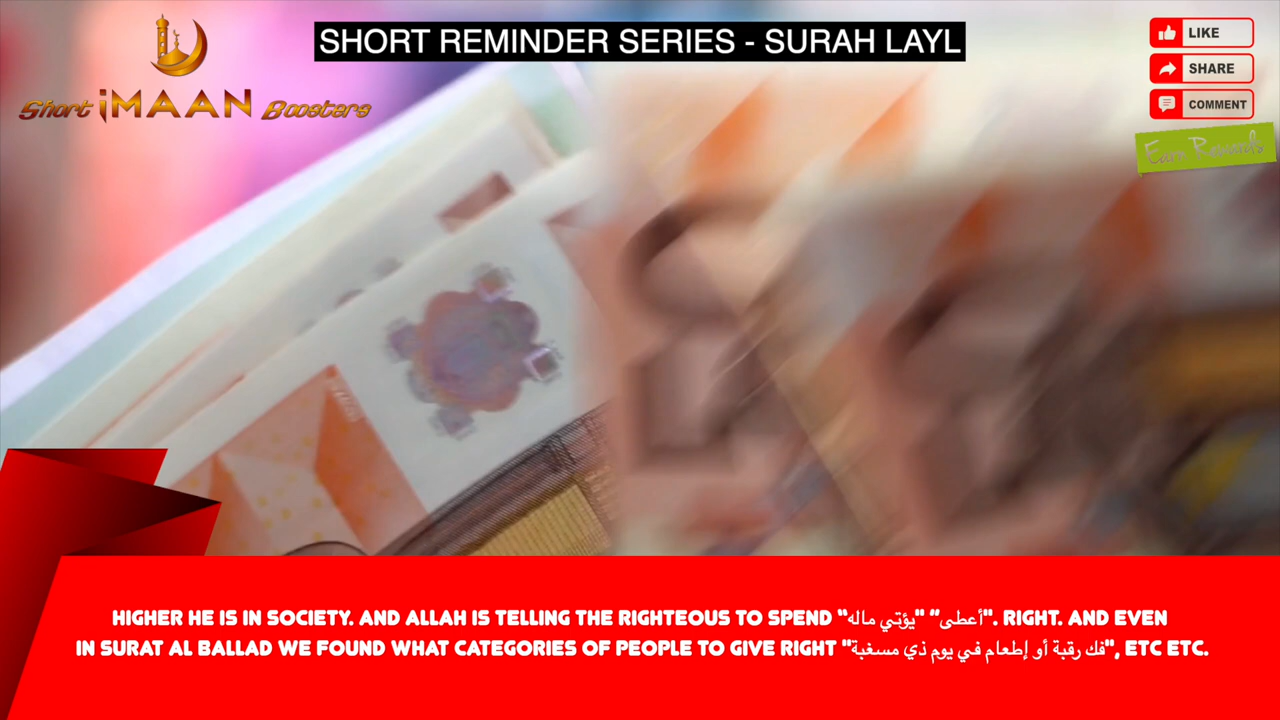 SHORT REMINDER SERIES - SURAH LAYL
Short iMAAN Boosters
LIKE
SHARE
COMMENT
Earn Rewards
HIGHER HE IS IN SOCIETY. AND ALLAH IS TELLING THE RIGHTEOUS TO SPEND "يؤتي ماله" "أعطى". RIGHT. AND EVEN
IN SURAT AL BALLAD WE FOUND WHAT CATEGORIES OF PEOPLE TO GIVE RIGHT "فك رقبة أو إطعام في يوم ذي مسغبة", ETC ETC.